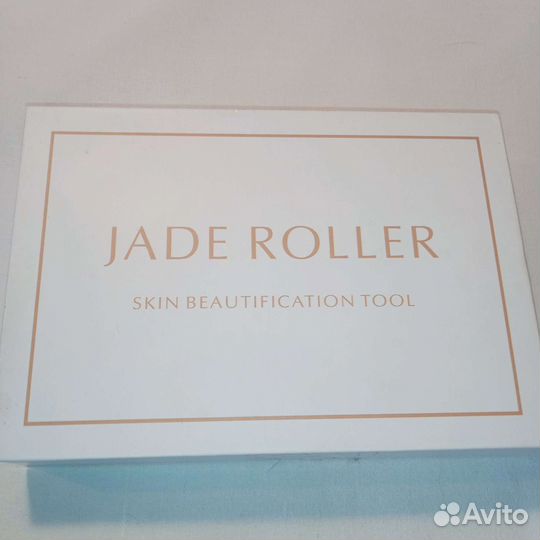 JADE ROLLER
SKIN BEAUTIFICATION TOOL
Avito